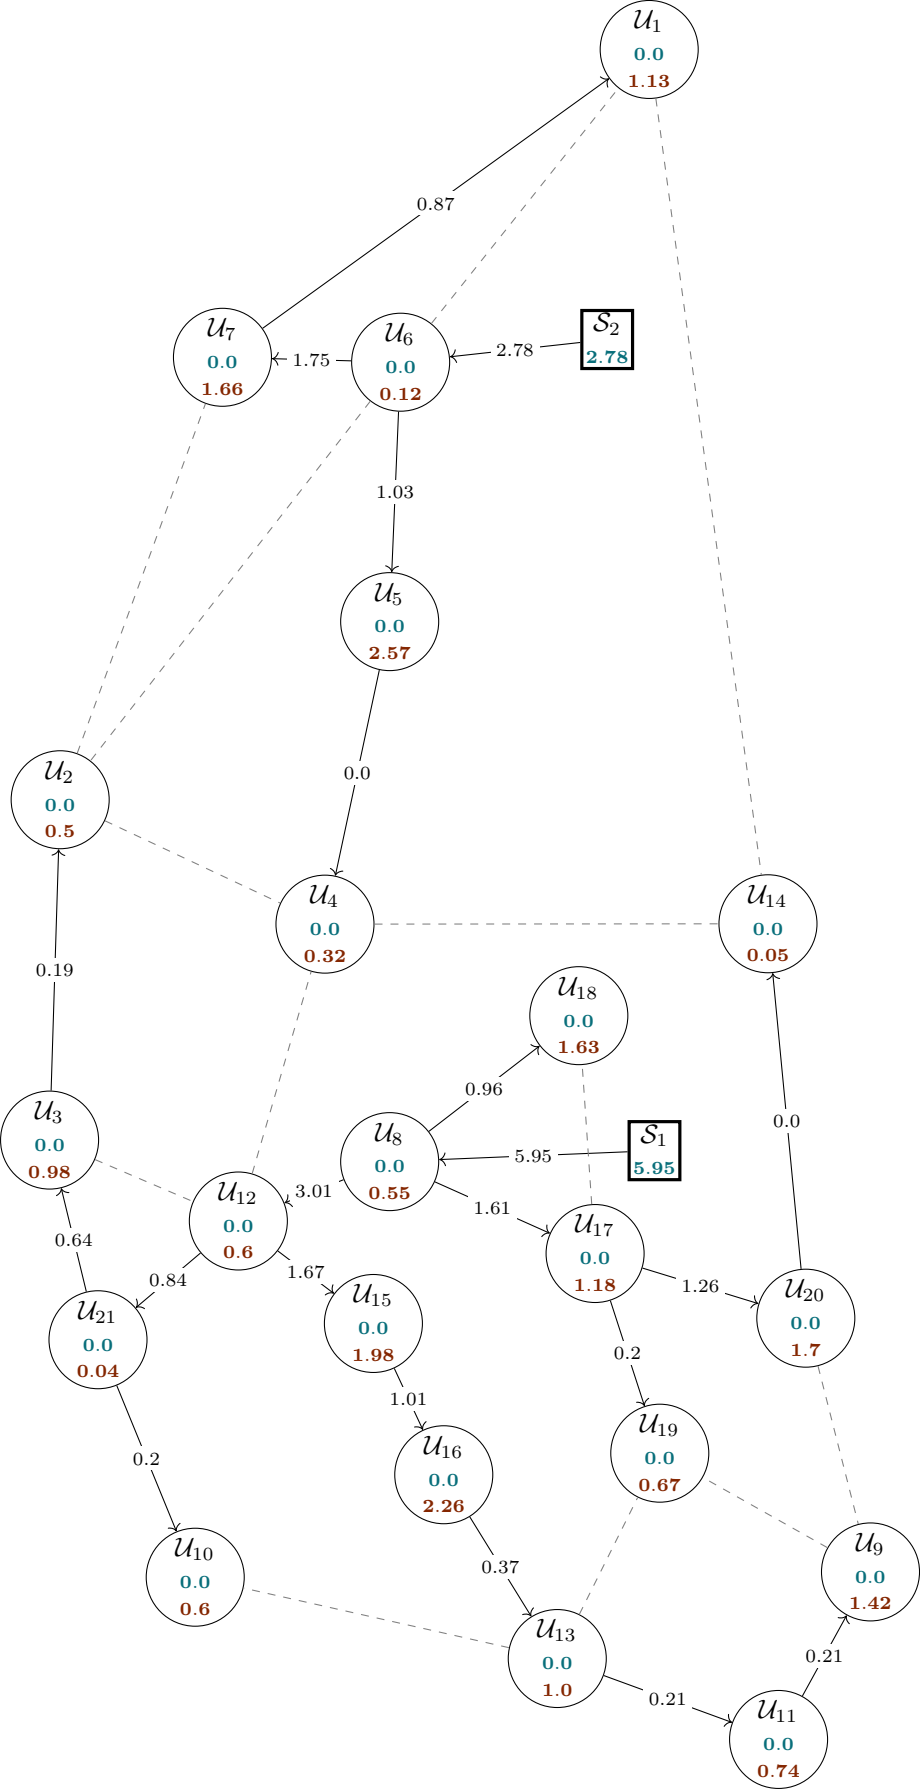 𝒰₁
0.0
1.13
0.87
𝒰₇
0.0
1.66
1.75
𝒰₆
0.0
0.12
2.78
𝒮₂
2.78
1.03
𝒰₅
0.0
2.57
0.0
𝒰₂
0.0
0.5
𝒰₄
0.0
0.32
𝒰₁₄
0.0
0.05
0.19
𝒰₁₈
0.0
1.63
0.96
0.0
𝒰₃
0.0
0.98
𝒰₈
0.0
0.55
5.95
𝒮₁
5.95
𝒰₁₂
0.0
0.6
3.01
1.61
𝒰₁₇
0.0
1.18
0.64
0.84
1.67
1.26
𝒰₂₀
0.0
1.7
𝒰₂₁
0.0
0.04
𝒰₁₅
0.0
1.98
0.2
1.01
0.2
𝒰₁₆
0.0
2.26
𝒰₁₉
0.0
0.67
𝒰₁₀
0.0
0.6
0.37
𝒰₉
0.0
1.42
𝒰₁₃
0.0
1.0
0.21
0.21
𝒰₁₁
0.0
0.74